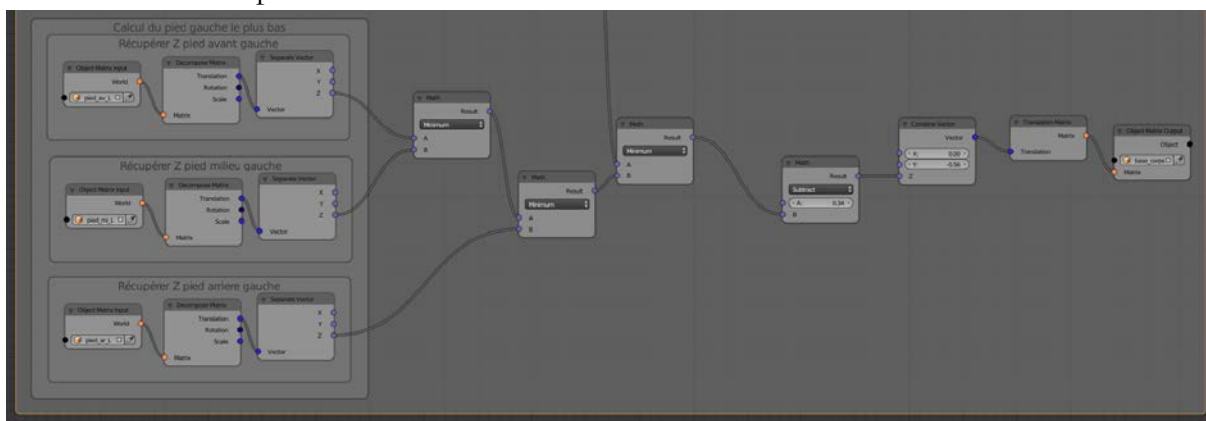 Calcul du pied gauche le plus bas
Récupérer Z pied avant gauche
Object Matrix Input
World
pied_av_L
Decompose Matrix
Translation
Rotation
Scale
Matrix
Separate Vector
X
Y
Z
Vector
Récupérer Z pied milieu gauche
Object Matrix Input
World
pied_mi_L
Decompose Matrix
Translation
Rotation
Scale
Matrix
Separate Vector
X
Y
Z
Vector
Récupérer Z pied arriere gauche
Object Matrix Input
World
pied_ar_L
Decompose Matrix
Translation
Rotation
Scale
Matrix
Separate Vector
X
Y
Z
Vector
Math
Result
Minimum
A
B
Math
Result
Minimum
A
B
Math
Result
Minimum
A
B
Math
Result
Subtract
A: 0.34
B
Combine Vector
Vector
X: 0.00
Y: -0.56
Z
Translation Matrix
Matrix
Translation
Object Matrix Output
Object
base_corps
Matrix